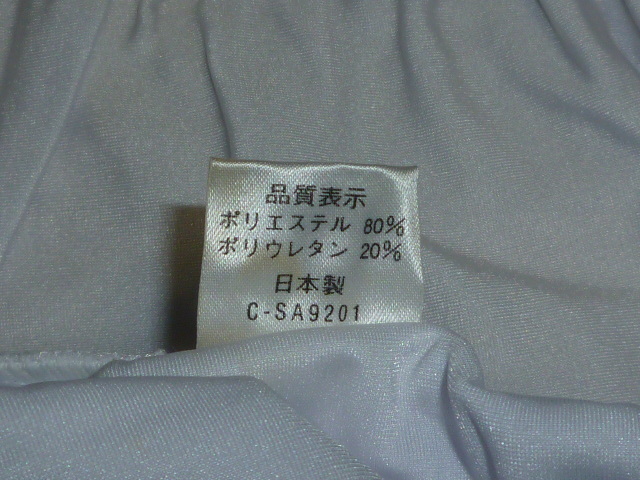 品質表示
ポリエステル 80%
ポリウレタン 20%
日本製
C-SA9201